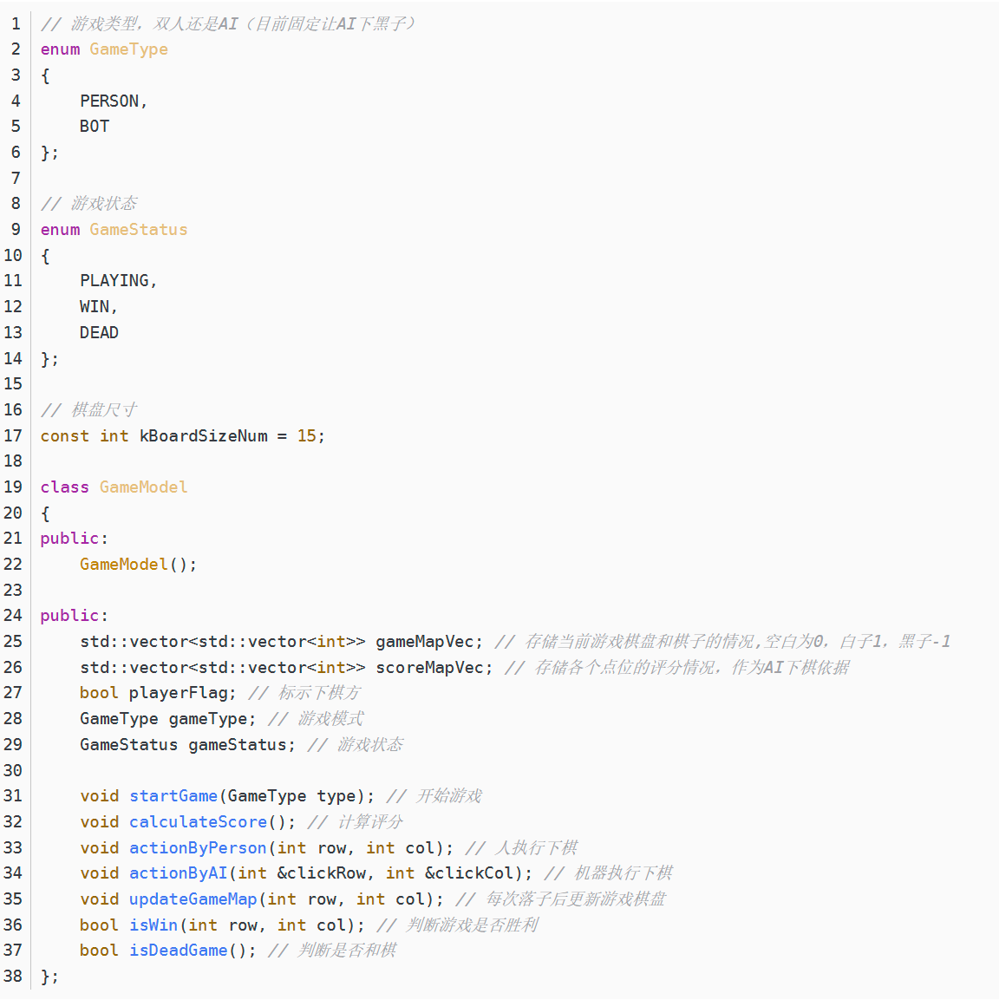 1 // 游戏类型，双人还是AI（目前固定让AI下黑子）
2 enum GameType
3 {
4     PERSON,
5     BOT
6 };
7
8 // 游戏状态
9 enum GameStatus
10 {
11     PLAYING,
12     WIN,
13     DEAD
14 };
15
16 // 棋盘尺寸
17 const int kBoardSizeNum = 15;
18
19 class GameModel
20 {
21 public:
22     GameModel();
23
24 public:
25     std::vector<std::vector<int>> gameMapVec; // 存储当前游戏棋盘和棋子的情况,空白为0，白子1，黑子-1
26     std::vector<std::vector<int>> scoreMapVec; // 存储各个点位的评分情况，作为AI下棋依据
27     bool playerFlag; // 标示下棋方
28     GameType gameType; // 游戏模式
29     GameStatus gameStatus; // 游戏状态
30
31     void startGame(GameType type); // 开始游戏
32     void calculateScore(); // 计算评分
33     void actionByPerson(int row, int col); // 人执行下棋
34     void actionByAI(int &clickRow, int &clickCol); // 机器执行下棋
35     void updateGameMap(int row, int col); // 每次落子后更新游戏棋盘
36     bool isWin(int row, int col); // 判断游戏是否胜利
37     bool isDeadGame(); // 判断是否和棋
38 };